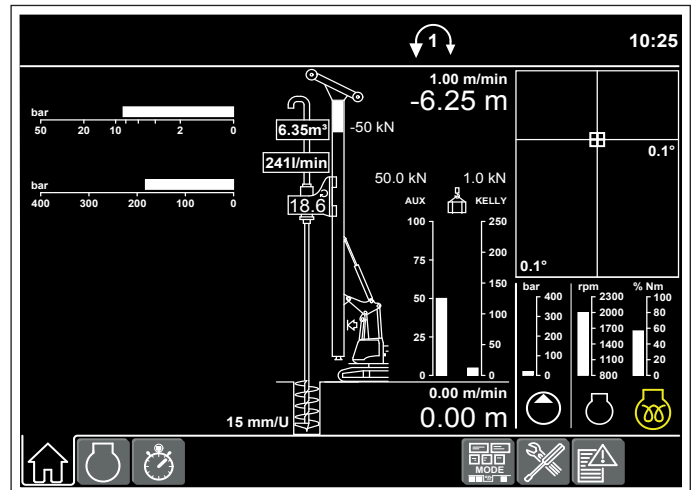 1
10:25
1.00 m/min
-6.25 m
bar
50 20 10 2 0
6.35m³
-50 kN
0.1°
241l/min
bar
400 300 200 100 0
18.6
50.0 kN 1.0 kN
AUX KELLY
100 250
75 200
150
50 100
25 50
0 0
0.1°
bar rpm % Nm
400 2300 100
300 2000 80
1700 60
200 1400 40
100 1100 20
0 800 0
0.00 m/min
0.00 m
15 mm/U
MODE